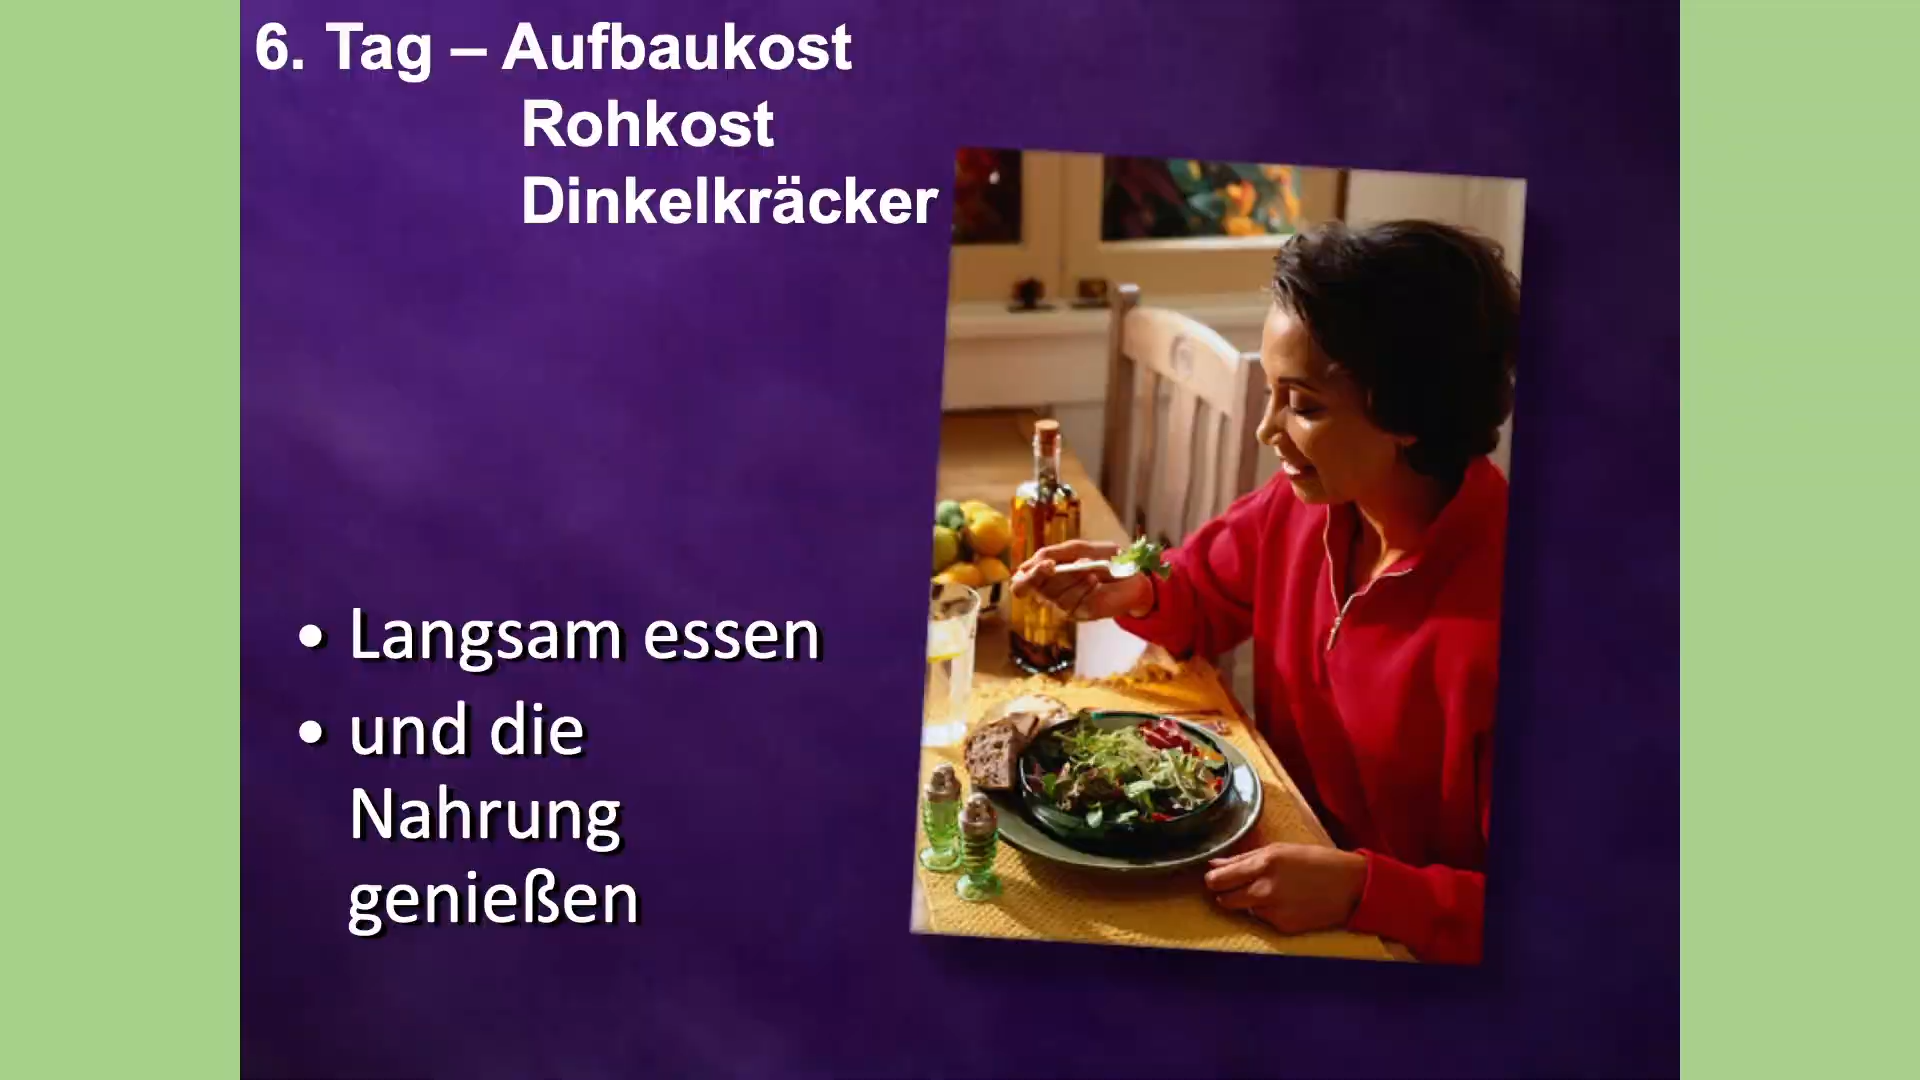 6. Tag – Aufbaukost
Rohkost
Dinkelkräcker
• Langsam essen
• und die
Nahrung
genießen